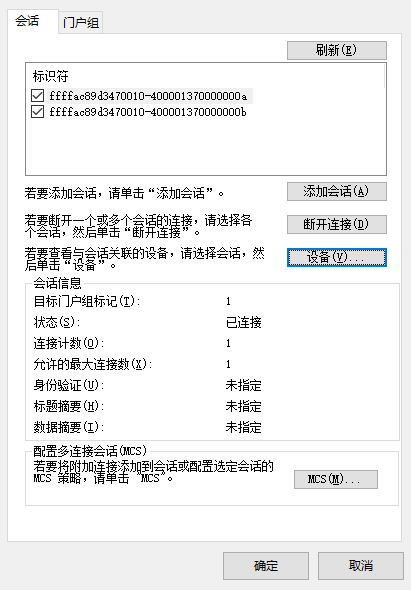 会话
门户组
刷新(E)
标识符
ffffac89d3470010-400001370000000a
ffffac89d3470010-400001370000000b
若要添加会话,请单击“添加会话”。
添加会话(A)
若要断开一个或多个会话的连接,请选择各
个会话,然后单击“断开连接”。
断开连接(D)
若要查看与会话关联的设备,请选择会话,然
后单击“设备”。
设备(V)...
会话信息
目标门户组标记(T): 1
状态(S): 已连接
连接计数(O): 1
允许的最大连接数(X): 1
身份验证(U): 未指定
标题摘要(H): 未指定
数据摘要(I): 未指定
配置多连接会话(MCS)
若要将附加连接添加到会话或配置选定会话的
MCS 策略,请单击“MCS”。
MCS(M)...
确定
取消